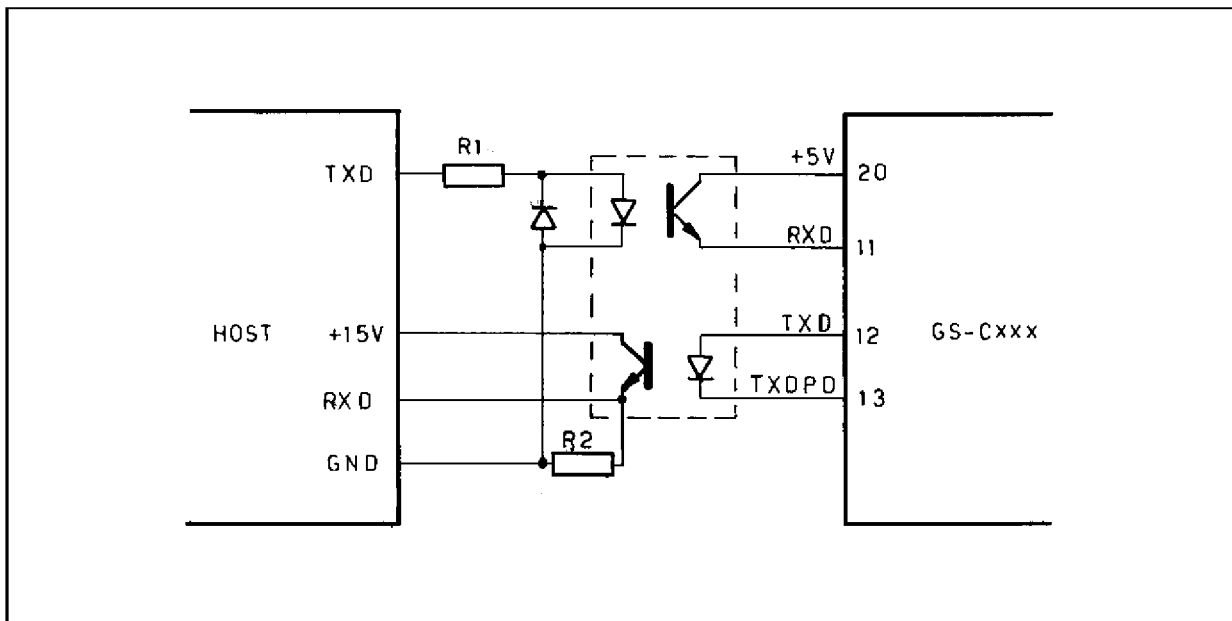 R1
TXD
+5V
20
RXD
11
HOST
+15V
TXD
12
GS-Cxxx
RXD
TXDPD
13
GND
R2